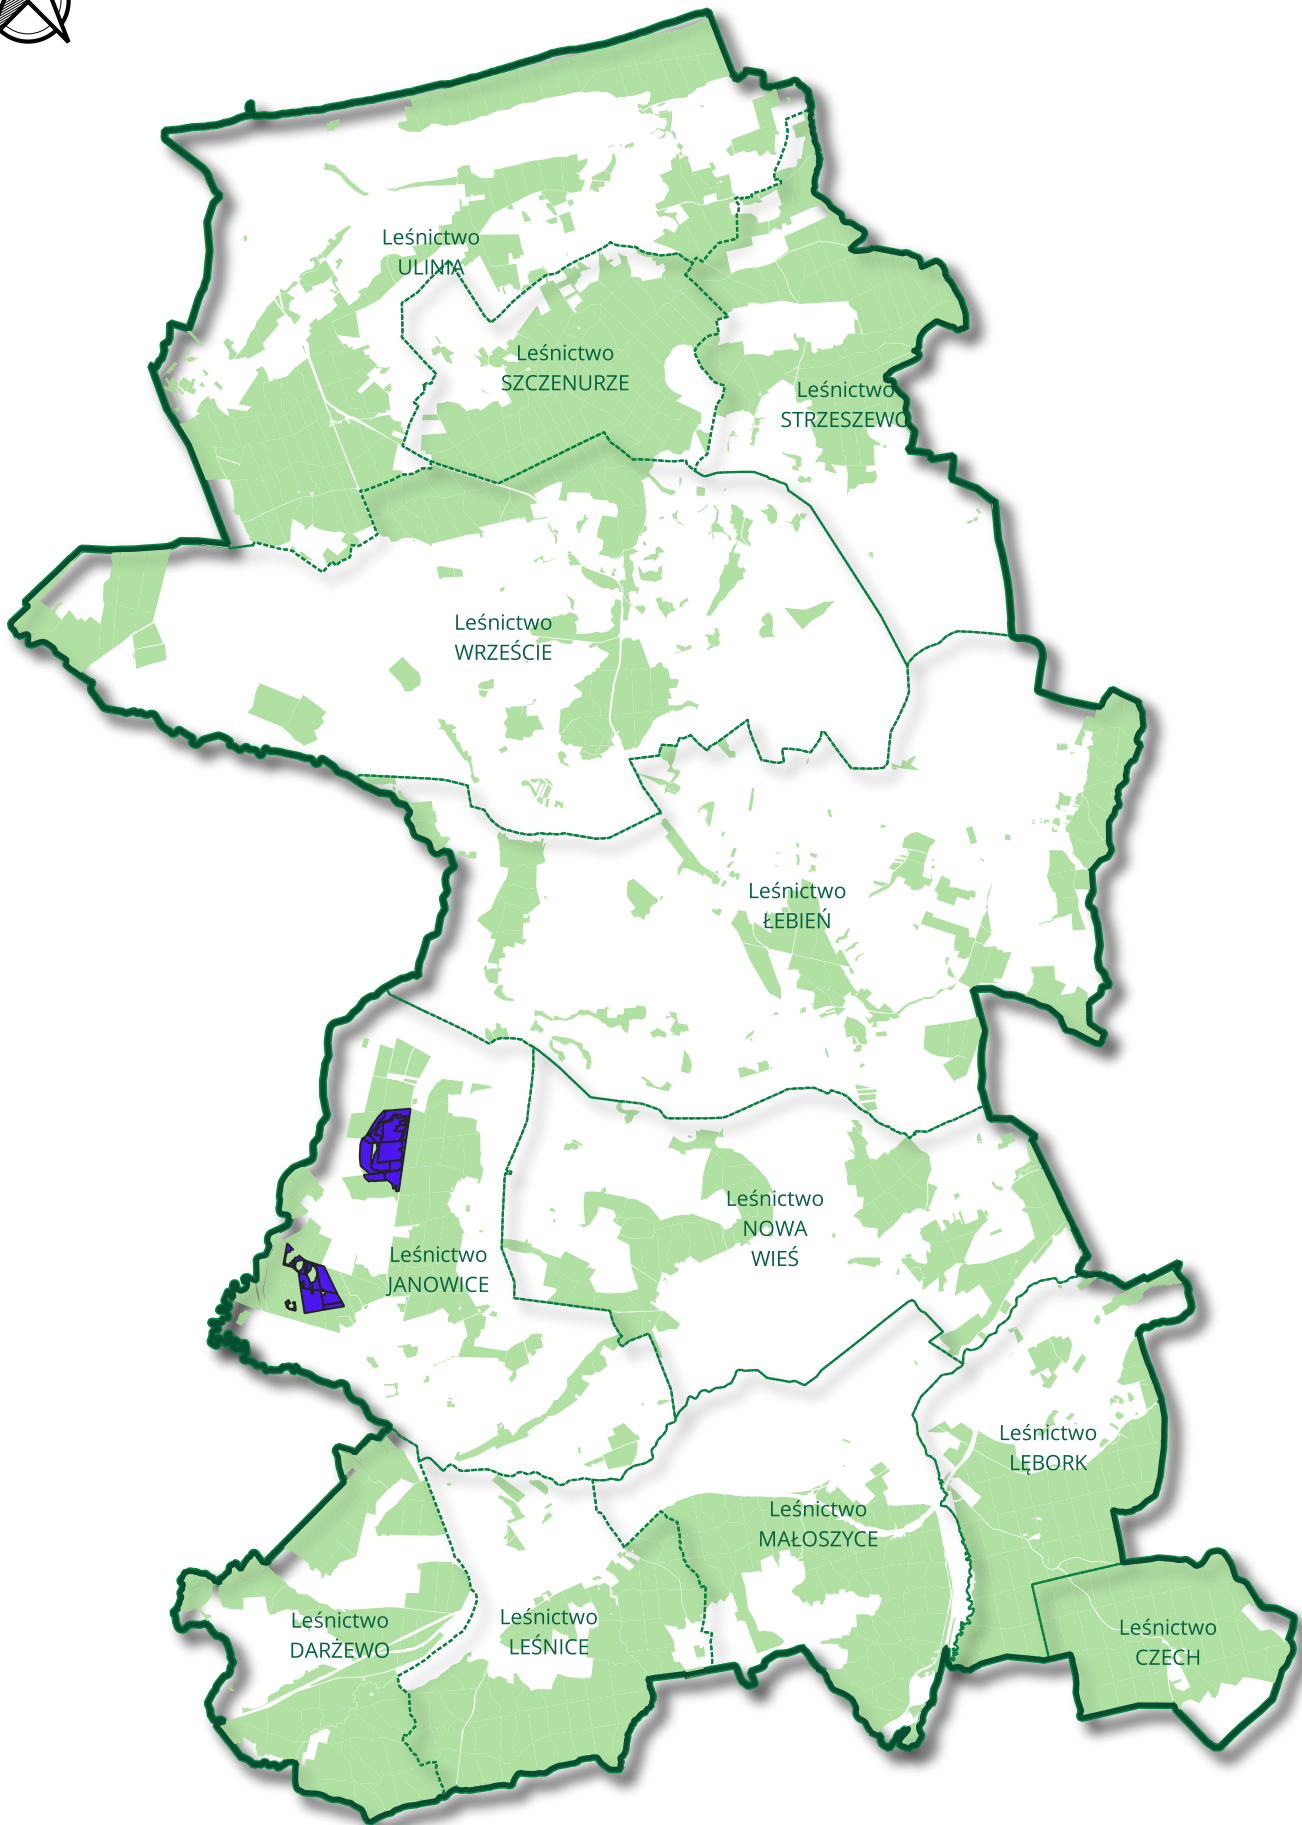 Leśnictwo
ULINIA
Leśnictwo
SZCZENURZE
Leśnictwo
STRZESZEWO
Leśnictwo
WRZEŚCIE
Leśnictwo
ŁEBIEŃ
Leśnictwo
NOWA
WIEŚ
Leśnictwo
JANOWICE
Leśnictwo
LĘBORK
Leśnictwo
MAŁOSZYCE
Leśnictwo
DARŻEWO
Leśnictwo
LEŚNICE
Leśnictwo
CZECH